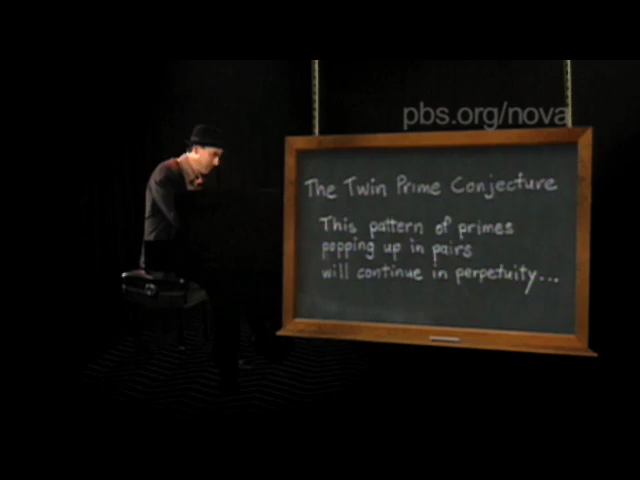 pbs.org/nova
The Twin Prime Conjecture
This pattern of primes
popping up in pairs
will continue in perpetuity...